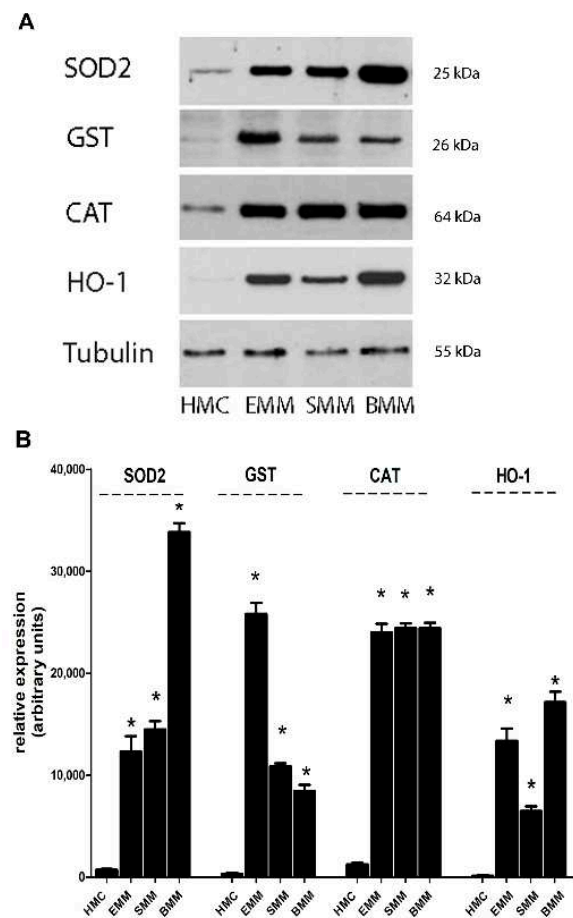 A
SOD2 25 kDa
GST 26 kDa
CAT 64 kDa
HO-1 32 kDa
Tubulin 55 kDa
HMC EMM SMM BMM
B
SOD2 GST CAT HO-1
* * * * * * * * * * * *
relative expression
(arbitrary units)
40,000
30,000
20,000
10,000
0
HMC EMM SMM BMM HMC EMM SMM BMM HMC EMM SMM BMM HMC EMM SMM BMM